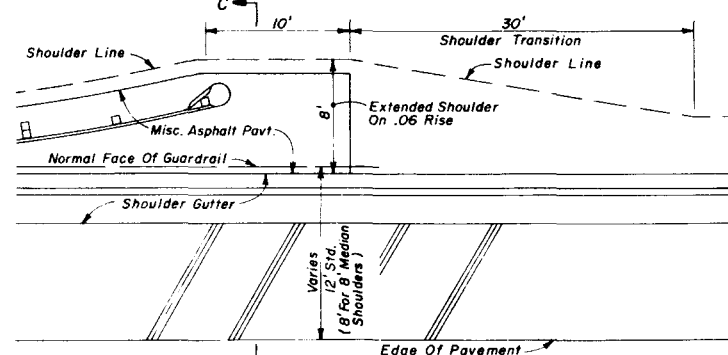 C
10'
30'
Shoulder Transition
Shoulder Line
Shoulder Line
8'
Extended Shoulder
On .06 Rise
Misc. Asphalt Pavt.
Normal Face Of Guardrail
Shoulder Gutter
Varies
12' Std.
(8' For 8' Median
Shoulders)
Edge Of Pavement